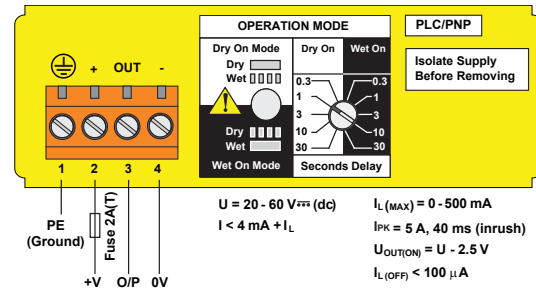 OPERATION MODE
PLC/PNP
Dry On Mode
Dry On
Wet On
Dry
Wet
Isolate Supply
Before Removing
+ OUT -
0.3 0.3
1 1
3 3
10 10
30 30
Dry
Wet
Wet On Mode
Seconds Delay
1 2 3 4
PE
(Ground)
Fuse 2A(T)
+V O/P 0V
U = 20 - 60 V⎓ (dc)
I < 4 mA + IL
IL (MAX) = 0 - 500 mA
IPK = 5 A, 40 ms (inrush)
UOUT(ON) = U - 2.5 V
IL (OFF) < 100 µA